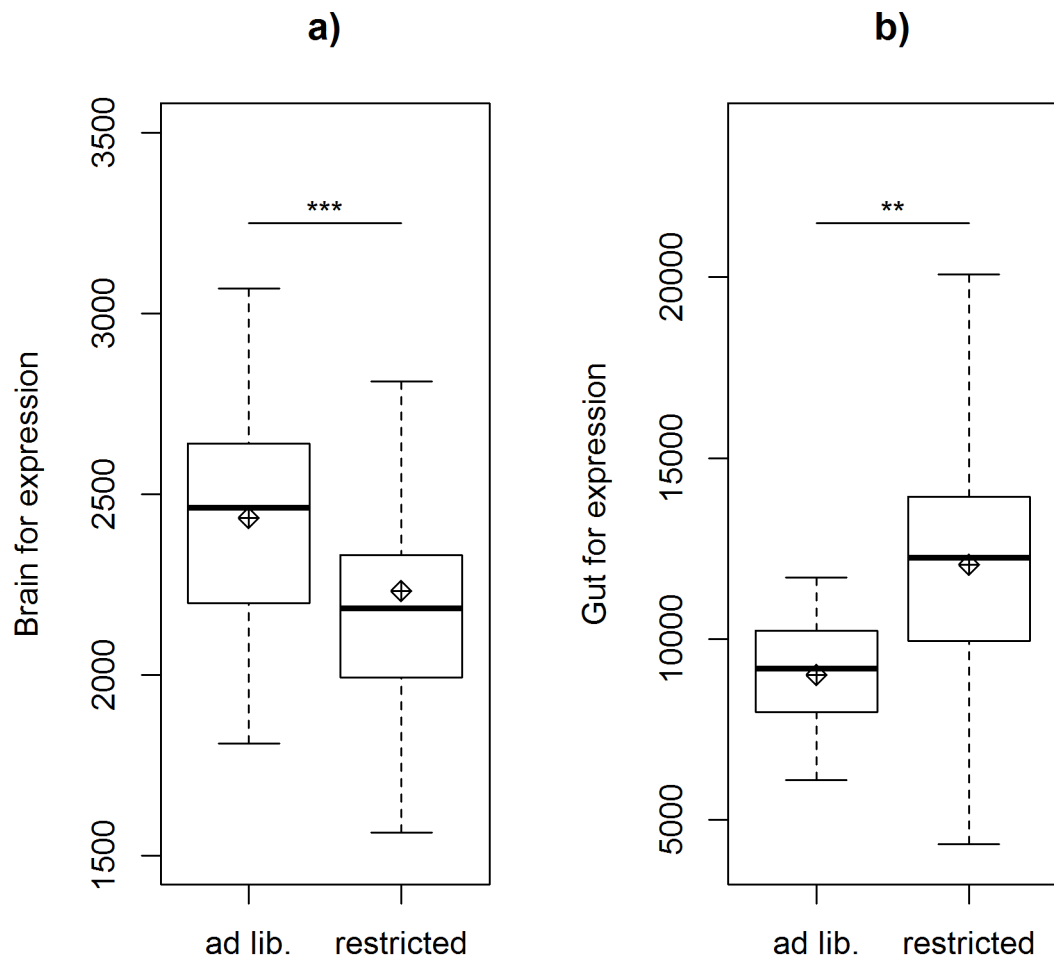 a)
Brain for expression
3500
3000
2500
2000
1500
***
ad lib.
restricted
b)
Gut for expression
20000
15000
10000
5000
**
ad lib.
restricted